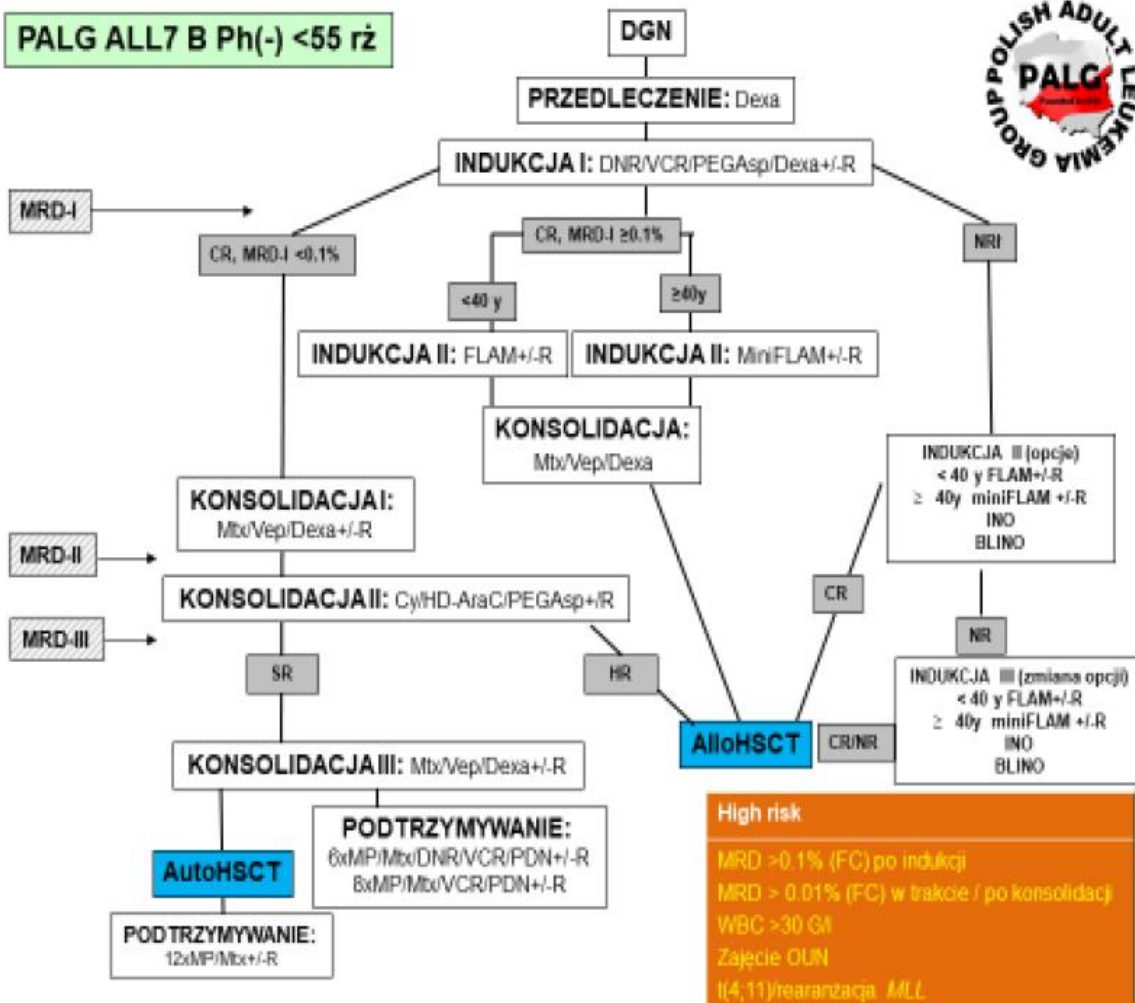 PALG ALL7 B Ph(-) <55 rż
DGN
POLISH ADULT LEUKEMIA GROUP
PALG
PRZEDLECZENIE: Dexa
INDUKCJA I: DNR/VCR/PEGAsp/Dexa+/-R
MRD-I
CR, MRD-I <0.1%
CR, MRD-I ≥0.1%
NRI
<40 y
≥40y
INDUKCJA II: FLAM+/-R
INDUKCJA II: MiniFLAM+/-R
KONSOLIDACJA:
Mtx/Vep/Dexa
INDUKCJA II (opcje)
< 40 y FLAM+/-R
≥ 40y miniFLAM +/-R
INO
BLINO
KONSOLIDACJA I:
Mtx/Vep/Dexa+/-R
MRD-II
KONSOLIDACJA II: Cy/HD-AraC/PEGAsp+/R
CR
MRD-III
NR
SR
HR
INDUKCJA III (zmiana opcji)
< 40 y FLAM+/-R
≥ 40y miniFLAM +/-R
INO
BLINO
AlloHSCT
CR/NR
KONSOLIDACJA III: Mtx/Vep/Dexa+/-R
PODTRZYMYWANIE:
6xMP/Mtx/DNR/VCR/PDN+/-R
8xMP/Mtx/VCR/PDN+/-R
AutoHSCT
PODTRZYMYWANIE:
12xMP/Mtx+/-R
High risk
MRD >0.1% (FC) po indukcji
MRD > 0.01% (FC) w trakcie / po konsolidacji
WBC >30 G/l
Zajęcie OUN
t(4;11)/rearanżacja MLL